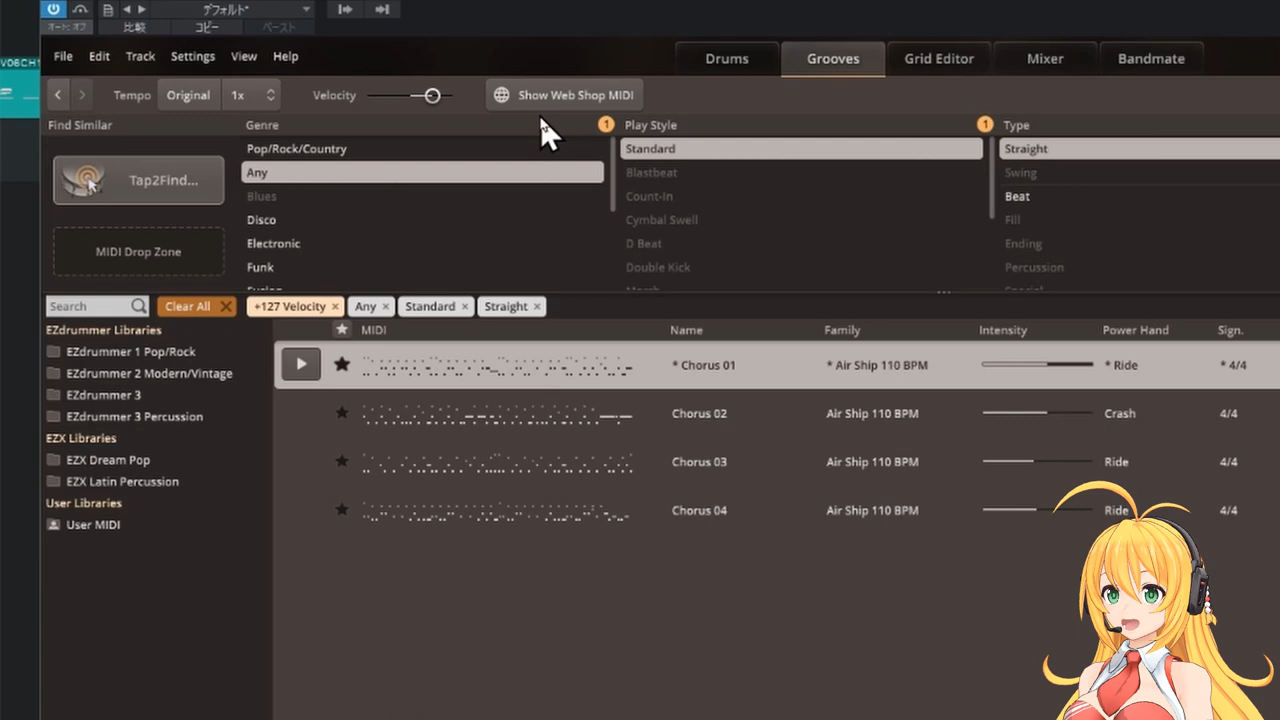 デフォルト*
オート: オフ 比較 コピー ペースト
V06CH1
File Edit Track Settings View Help
Drums Grooves Grid Editor Mixer Bandmate
Tempo Original 1x Velocity Show Web Shop MIDI
Find Similar Genre 1 Play Style 1 Type
Pop/Rock/Country Standard Straight
Tap2Find... Any Blastbeat Swing
Blues Count-In Beat
Disco Cymbal Swell Fill
MIDI Drop Zone Electronic D Beat Ending
Funk Double Kick Percussion
Fusion March Special
Search Clear All +127 Velocity Any Standard Straight
EZdrummer Libraries MIDI Name Family Intensity Power Hand Sign.
EZdrummer 1 Pop/Rock
EZdrummer 2 Modern/Vintage
EZdrummer 3
EZdrummer 3 Percussion
EZX Libraries
EZX Dream Pop
EZX Latin Percussion
User Libraries
User MIDI
* Chorus 01 * Air Ship 110 BPM * Ride * 4/4
Chorus 02 Air Ship 110 BPM Crash 4/4
Chorus 03 Air Ship 110 BPM Ride 4/4
Chorus 04 Air Ship 110 BPM Ride 4/4